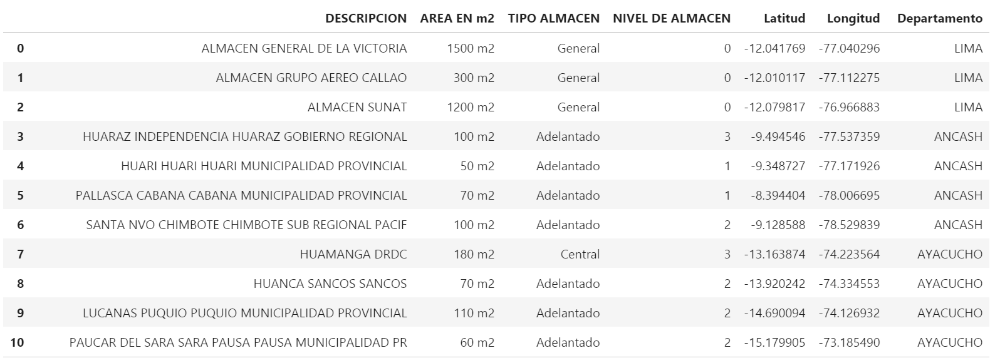 DESCRIPCION AREA EN m2 TIPO ALMACEN NIVEL DE ALMACEN Latitud Longitud Departamento
0 ALMACEN GENERAL DE LA VICTORIA 1500 m2 General 0 -12.041769 -77.040296 LIMA
1 ALMACEN GRUPO AEREO CALLAO 300 m2 General 0 -12.010117 -77.112275 LIMA
2 ALMACEN SUNAT 1200 m2 General 0 -12.079817 -76.966883 LIMA
3 HUARAZ INDEPENDENCIA HUARAZ GOBIERNO REGIONAL 100 m2 Adelantado 3 -9.494546 -77.537359 ANCASH
4 HUARI HUARI HUARI MUNICIPALIDAD PROVINCIAL 50 m2 Adelantado 1 -9.348727 -77.171926 ANCASH
5 PALLASCA CABANA CABANA MUNICIPALIDAD PROVINCIAL 70 m2 Adelantado 1 -8.394404 -78.006695 ANCASH
6 SANTA NVO CHIMBOTE CHIMBOTE SUB REGIONAL PACIF 100 m2 Adelantado 2 -9.128588 -78.529839 ANCASH
7 HUAMANGA DRDC 180 m2 Central 3 -13.163874 -74.223564 AYACUCHO
8 HUANCA SANCOS SANCOS 70 m2 Adelantado 2 -13.920242 -74.334553 AYACUCHO
9 LUCANAS PUQUIO PUQUIO MUNICIPALIDAD PROVINCIAL 110 m2 Adelantado 2 -14.690094 -74.126932 AYACUCHO
10 PAUCAR DEL SARA SARA PAUSA PAUSA MUNICIPALIDAD PR 60 m2 Adelantado 2 -15.179905 -73.185490 AYACUCHO